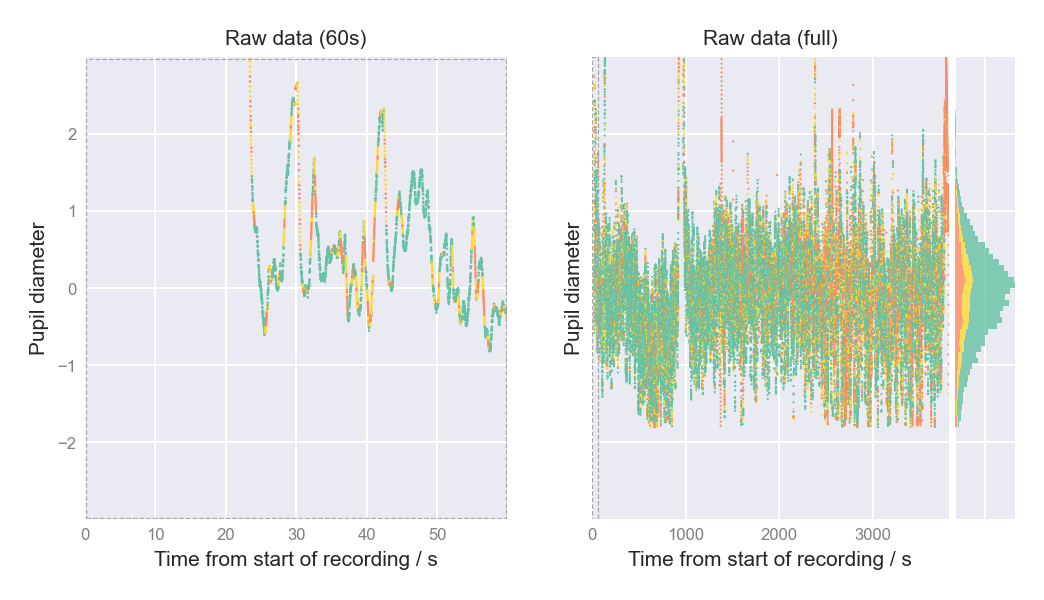 Raw data (60s)
Pupil diameter
2
1
0
−1
−2
0
10
20
30
40
50
Time from start of recording / s
Raw data (full)
Pupil diameter
0
1000
2000
3000
Time from start of recording / s